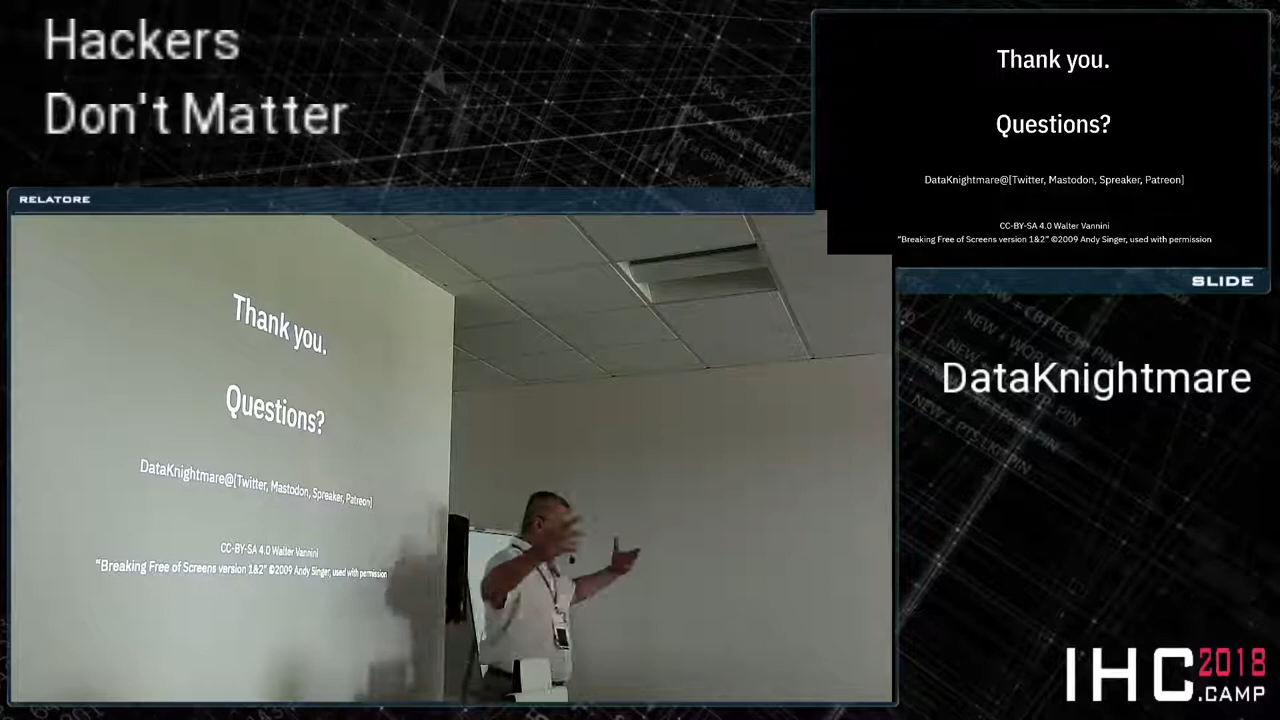 Hackers
Don't Matter
Thank you.
Questions?
DataKnightmare@[Twitter, Mastodon, Spreaker, Patreon]
CC-BY-SA 4.0 Walter Vannini
"Breaking Free of Screens version 1&2" ©2009 Andy Singer, used with permission
SLIDE
RELATORE
Thank you.
Questions?
DataKnightmare@[Twitter, Mastodon, Spreaker, Patreon]
CC-BY-SA 4.0 Walter Vannini
"Breaking Free of Screens version 1&2" ©2009 Andy Singer, used with permission
DataKnightmare
IHC 2018
.CAMP